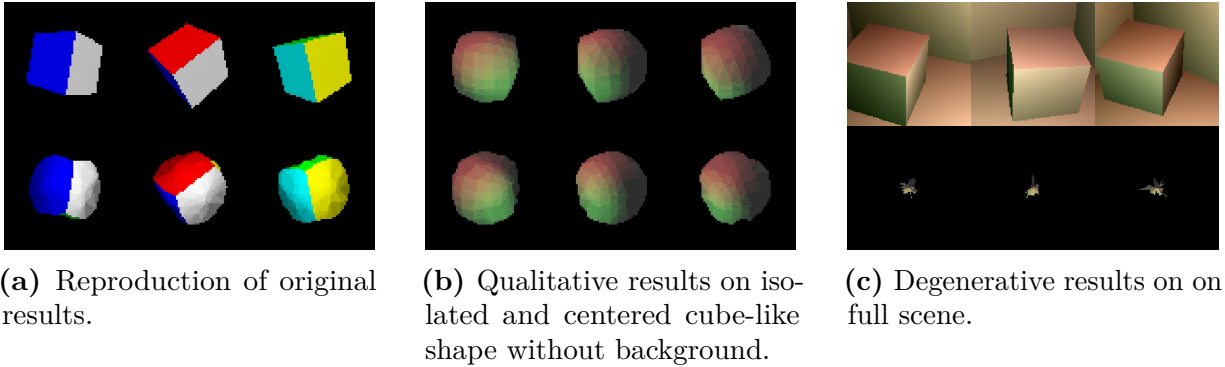 (a) Reproduction of original
results.
(b) Qualitative results on iso-
lated and centered cube-like
shape without background.
(c) Degenerative results on on
full scene.